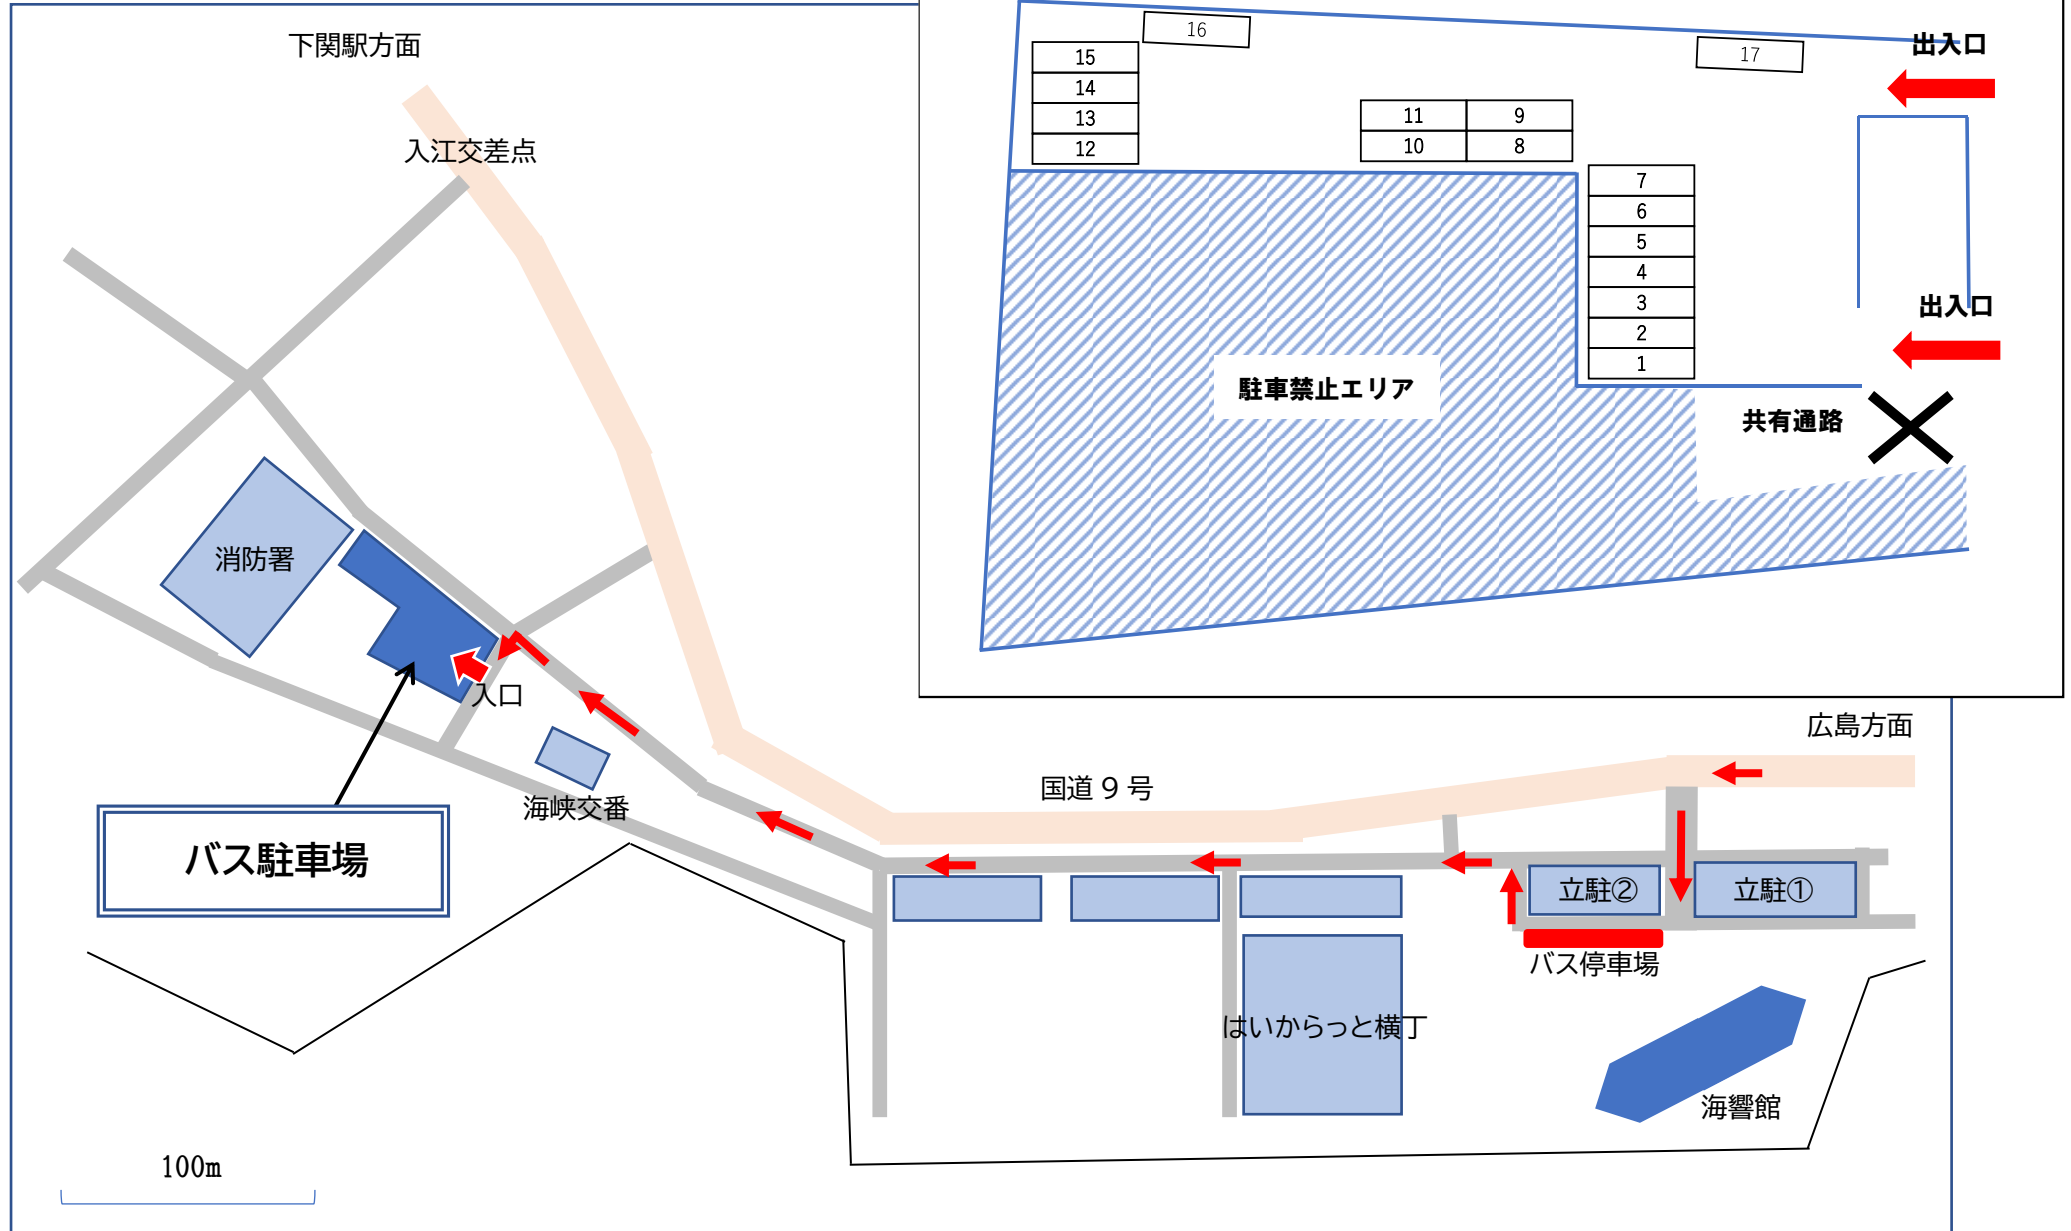 下関駅方面
入江交差点
消防署
入口
海峡交番
バス駐車場
100m
16
17
出入口
15
14
13
12
11
9
10
8
7
6
5
4
3
2
1
出入口
駐車禁止エリア
共有通路
広島方面
国道９号
立駐②
立駐①
バス停車場
はいからっと横丁
海響館